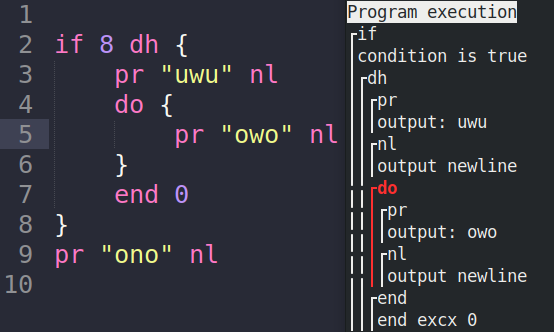 1
2 if 8 dh {
3 pr "uwu" nl
4 do {
5 pr "owo" nl
6 }
7 end 0
8 }
9 pr "ono" nl
10
Program execution
if
condition is true
dh
pr
output: uwu
nl
output newline
do
pr
output: owo
nl
output newline
end
end excx 0